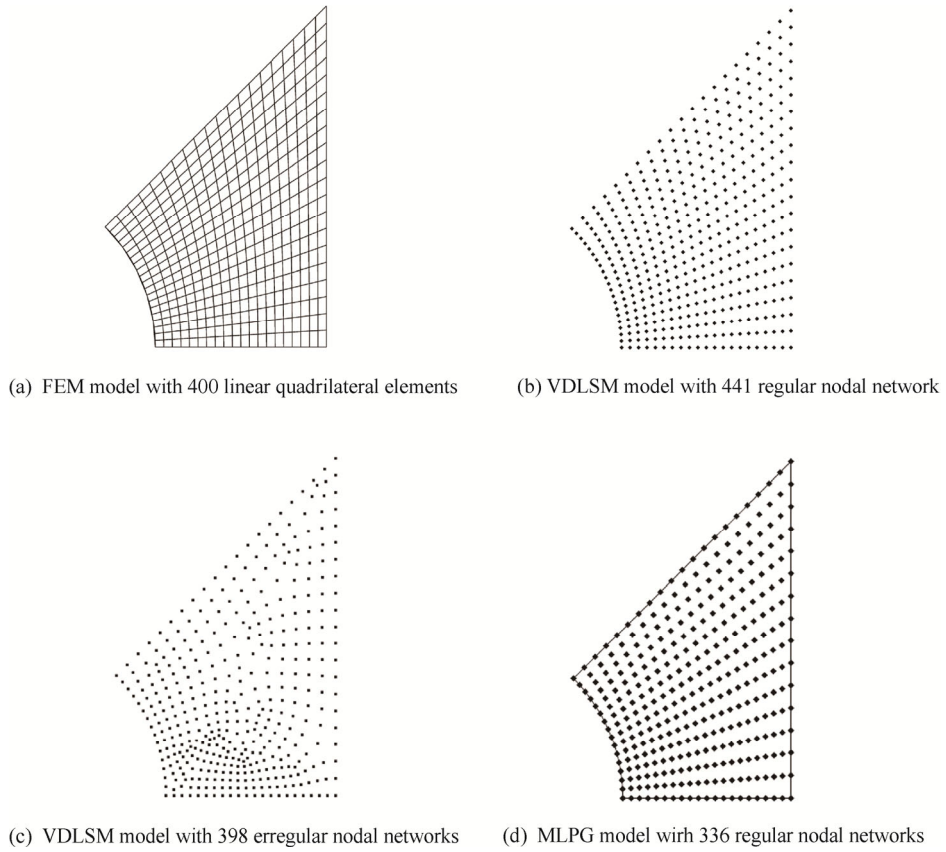 (a) FEM model with 400 linear quadrilateral elements
(b) VDLSM model with 441 regular nodal network
(c) VDLSM model with 398 erregular nodal networks
(d) MLPG model wirh 336 regular nodal networks